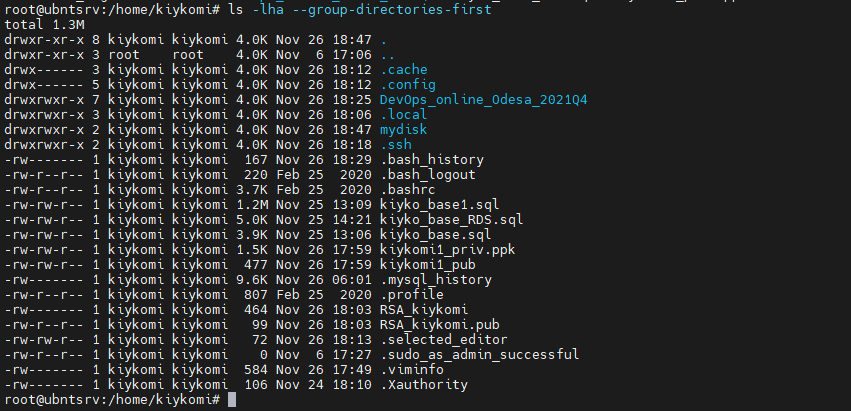 root@ubntsrv:/home/kiykomi# ls -lha --group-directories-first
total 1.3M
drwxr-xr-x 8 kiykomi kiykomi 4.0K Nov 26 18:47 .
drwxr-xr-x 3 root    root    4.0K Nov  6 17:06 ..
drwx------ 3 kiykomi kiykomi 4.0K Nov 26 18:12 .cache
drwx------ 5 kiykomi kiykomi 4.0K Nov 26 18:12 .config
drwxrwxr-x 7 kiykomi kiykomi 4.0K Nov 26 18:25 DevOps_online_Odesa_2021Q4
drwxrwxr-x 3 kiykomi kiykomi 4.0K Nov 26 18:06 .local
drwxrwxr-x 2 kiykomi kiykomi 4.0K Nov 26 18:47 mydisk
drwxrwxr-x 2 kiykomi kiykomi 4.0K Nov 26 18:18 .ssh
-rw------- 1 kiykomi kiykomi  167 Nov 26 18:29 .bash_history
-rw-r--r-- 1 kiykomi kiykomi  220 Feb 25  2020 .bash_logout
-rw-r--r-- 1 kiykomi kiykomi 3.7K Feb 25  2020 .bashrc
-rw-rw-r-- 1 kiykomi kiykomi 1.2M Nov 25 13:09 kiyko_base1.sql
-rw-rw-r-- 1 kiykomi kiykomi 5.0K Nov 25 14:21 kiyko_base_RDS.sql
-rw-rw-r-- 1 kiykomi kiykomi 3.9K Nov 25 13:06 kiyko_base.sql
-rw-rw-r-- 1 kiykomi kiykomi 1.5K Nov 26 17:59 kiykomi1_priv.ppk
-rw-rw-r-- 1 kiykomi kiykomi  477 Nov 26 17:59 kiykomi1_pub
-rw------- 1 kiykomi kiykomi 9.6K Nov 26 06:01 .mysql_history
-rw-r--r-- 1 kiykomi kiykomi  807 Feb 25  2020 .profile
-rw------- 1 kiykomi kiykomi  464 Nov 26 18:03 RSA_kiykomi
-rw-r--r-- 1 kiykomi kiykomi   99 Nov 26 18:03 RSA_kiykomi.pub
-rw-rw-r-- 1 kiykomi kiykomi   72 Nov 26 18:13 .selected_editor
-rw-r--r-- 1 kiykomi kiykomi    0 Nov  6 17:27 .sudo_as_admin_successful
-rw------- 1 kiykomi kiykomi  584 Nov 26 17:49 .viminfo
-rw------- 1 kiykomi kiykomi  106 Nov 24 18:10 .Xauthority
root@ubntsrv:/home/kiykomi#